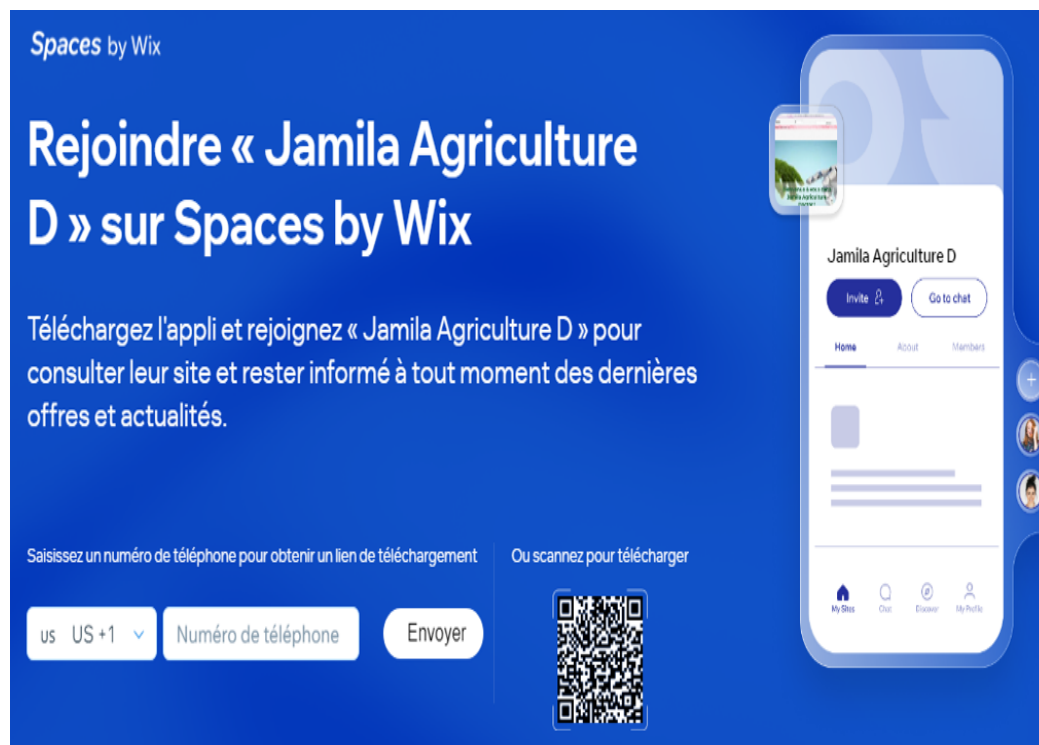 Spaces by Wix
Rejoindre « Jamila Agriculture
D » sur Spaces by Wix
Téléchargez l'appli et rejoignez « Jamila Agriculture D » pour
consulter leur site et rester informé à tout moment des dernières
offres et actualités.
Saisissez un numéro de téléphone pour obtenir un lien de téléchargement
Ou scannez pour télécharger
us US +1
Numéro de téléphone
Envoyer
Jamila Agriculture D
Invite
Go to chat
Home About Members
My Sites Chat Discover My Profile